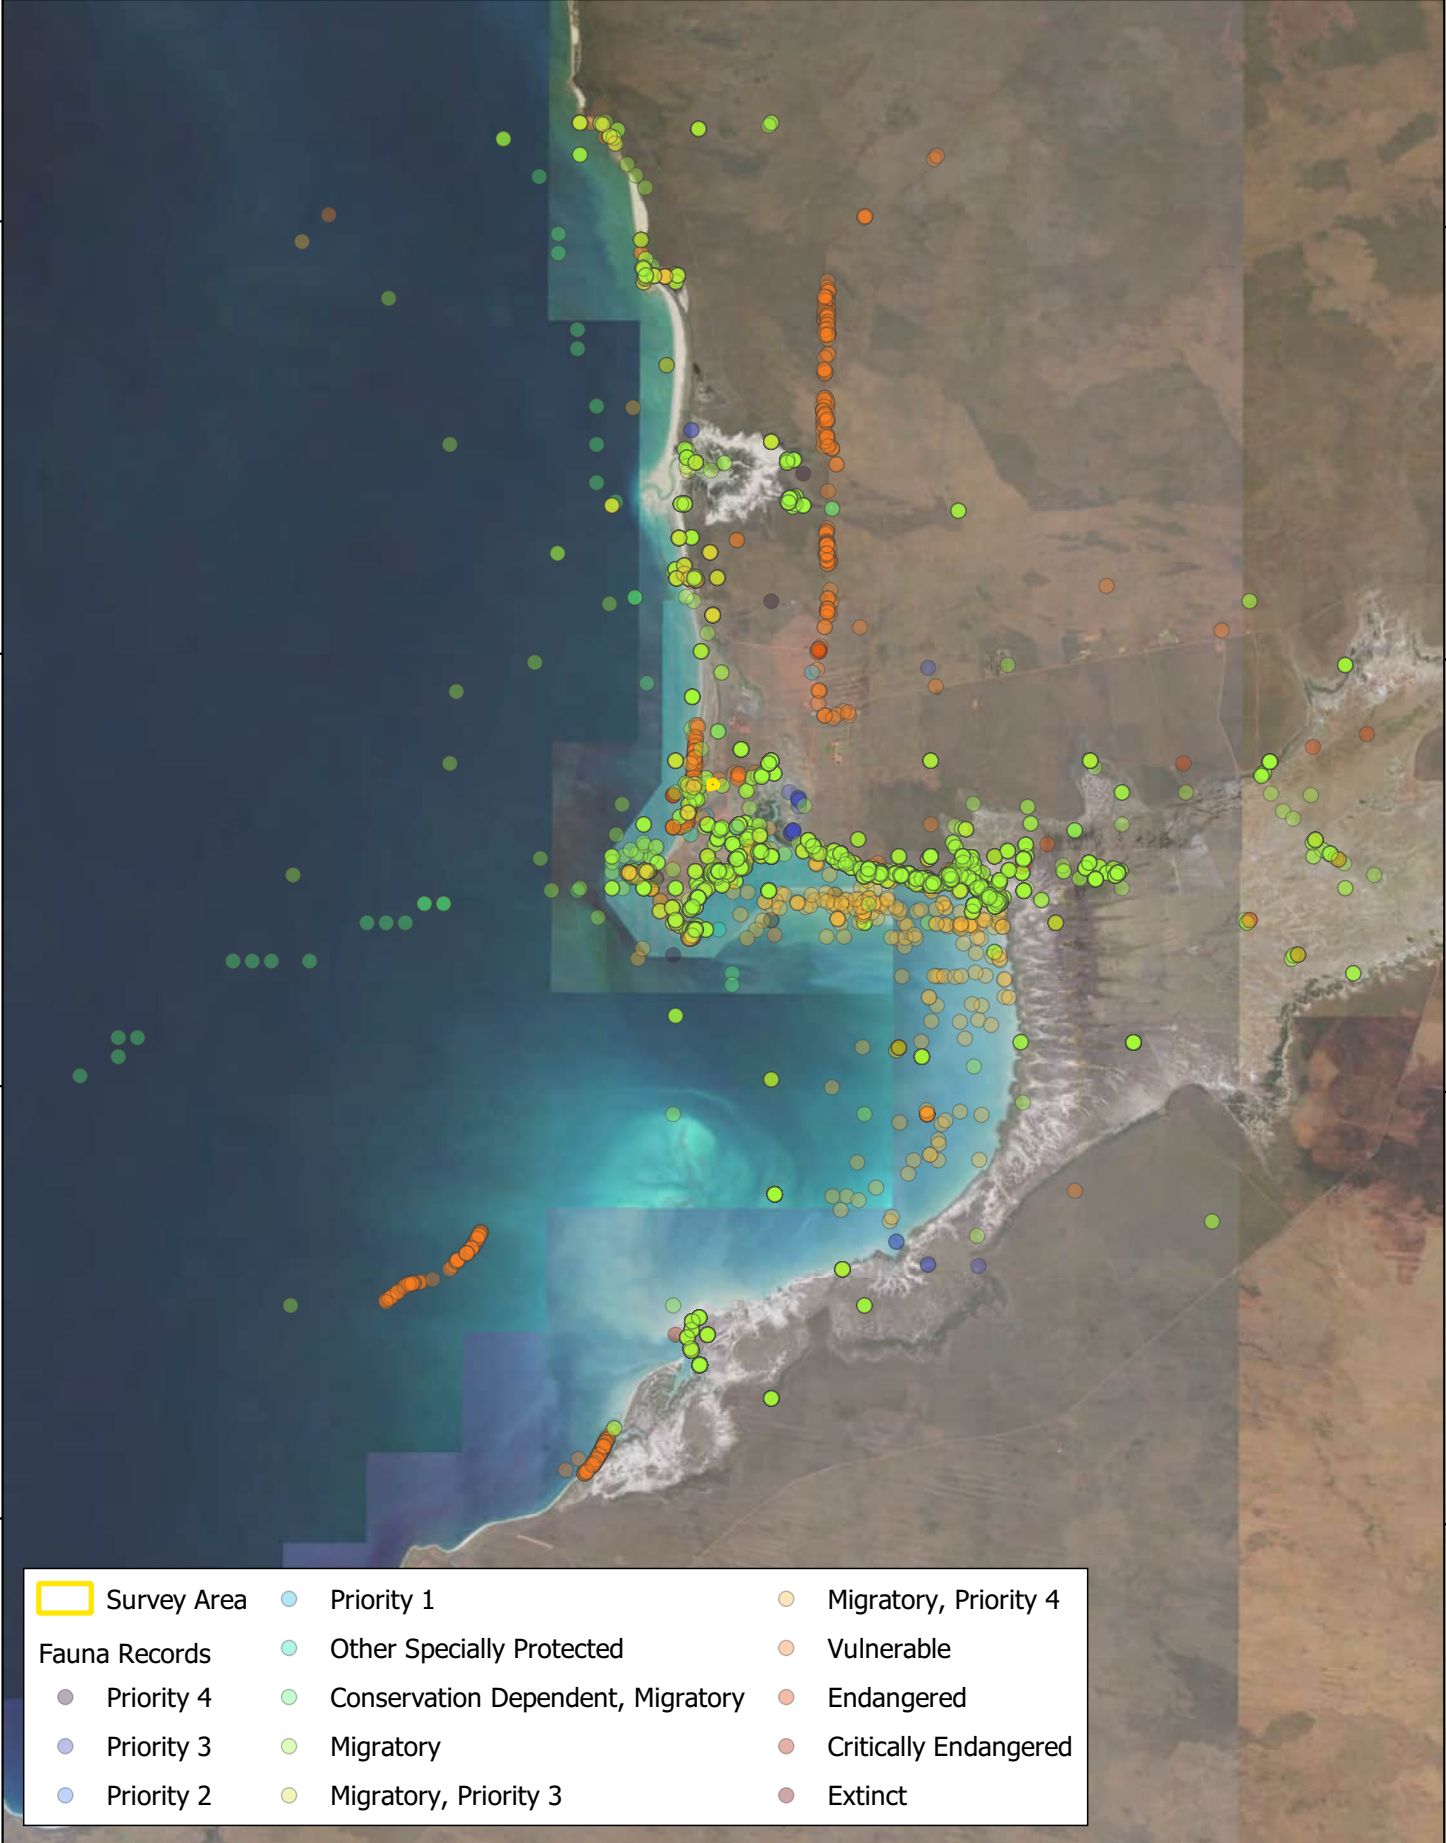 Survey Area
Fauna Records
Priority 4
Priority 3
Priority 2
Priority 1
Other Specially Protected
Conservation Dependent, Migratory
Migratory
Migratory, Priority 3
Migratory, Priority 4
Vulnerable
Endangered
Critically Endangered
Extinct